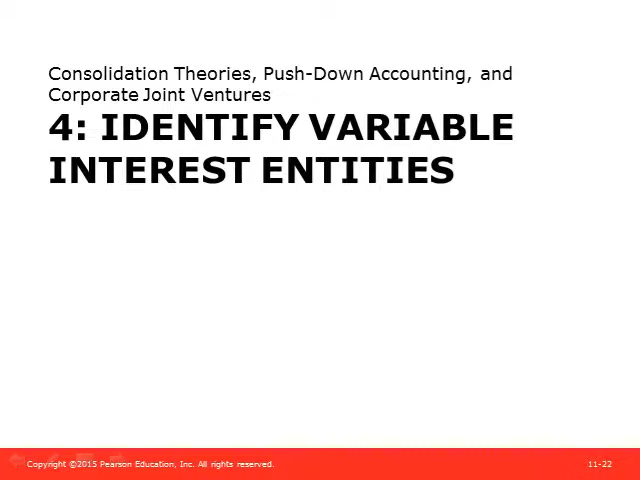 Consolidation Theories, Push-Down Accounting, and
Corporate Joint Ventures
4: IDENTIFY VARIABLE
INTEREST ENTITIES
Copyright ©2015 Pearson Education, Inc. All rights reserved.
11-22